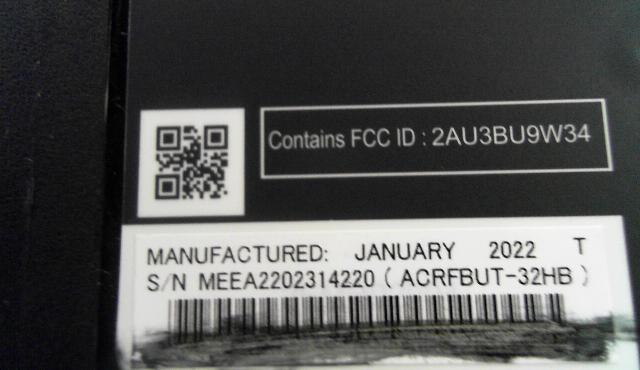 Contains FCC ID : 2AU3BU9W34
MANUFACTURED: JANUARY 2022 T
S/N MEEA2202314220 ( ACRFBUT-32HB )